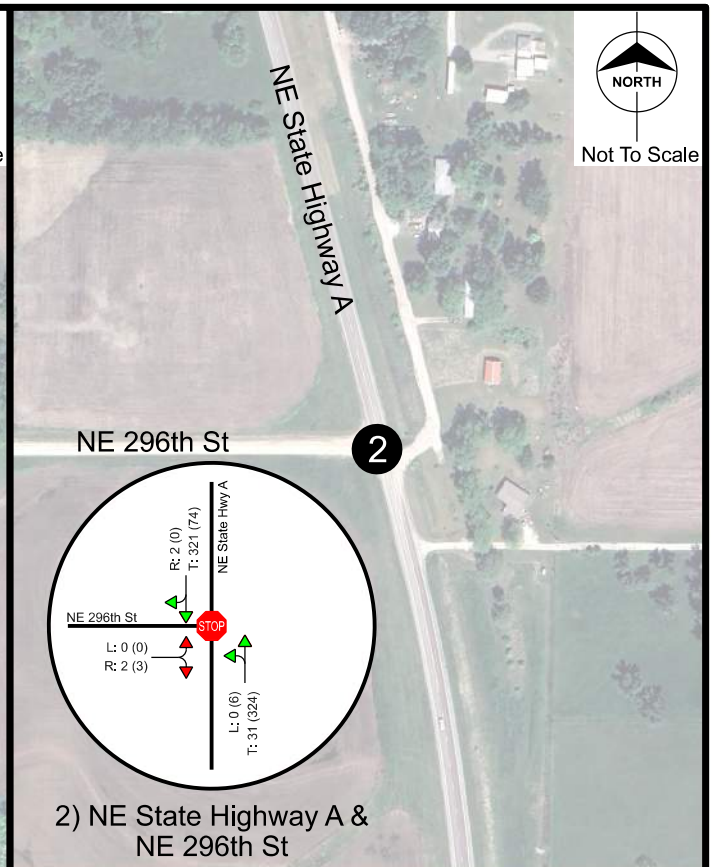 e
NE State Highway A
NORTH
Not To Scale
NE 296th St
2
R: 2 (0)
T: 321 (74)
NE State Hwy A
NE 296th St
STOP
L: 0 (0)
R: 2 (3)
L: 0 (6)
T: 31 (324)
2) NE State Highway A &
NE 296th St